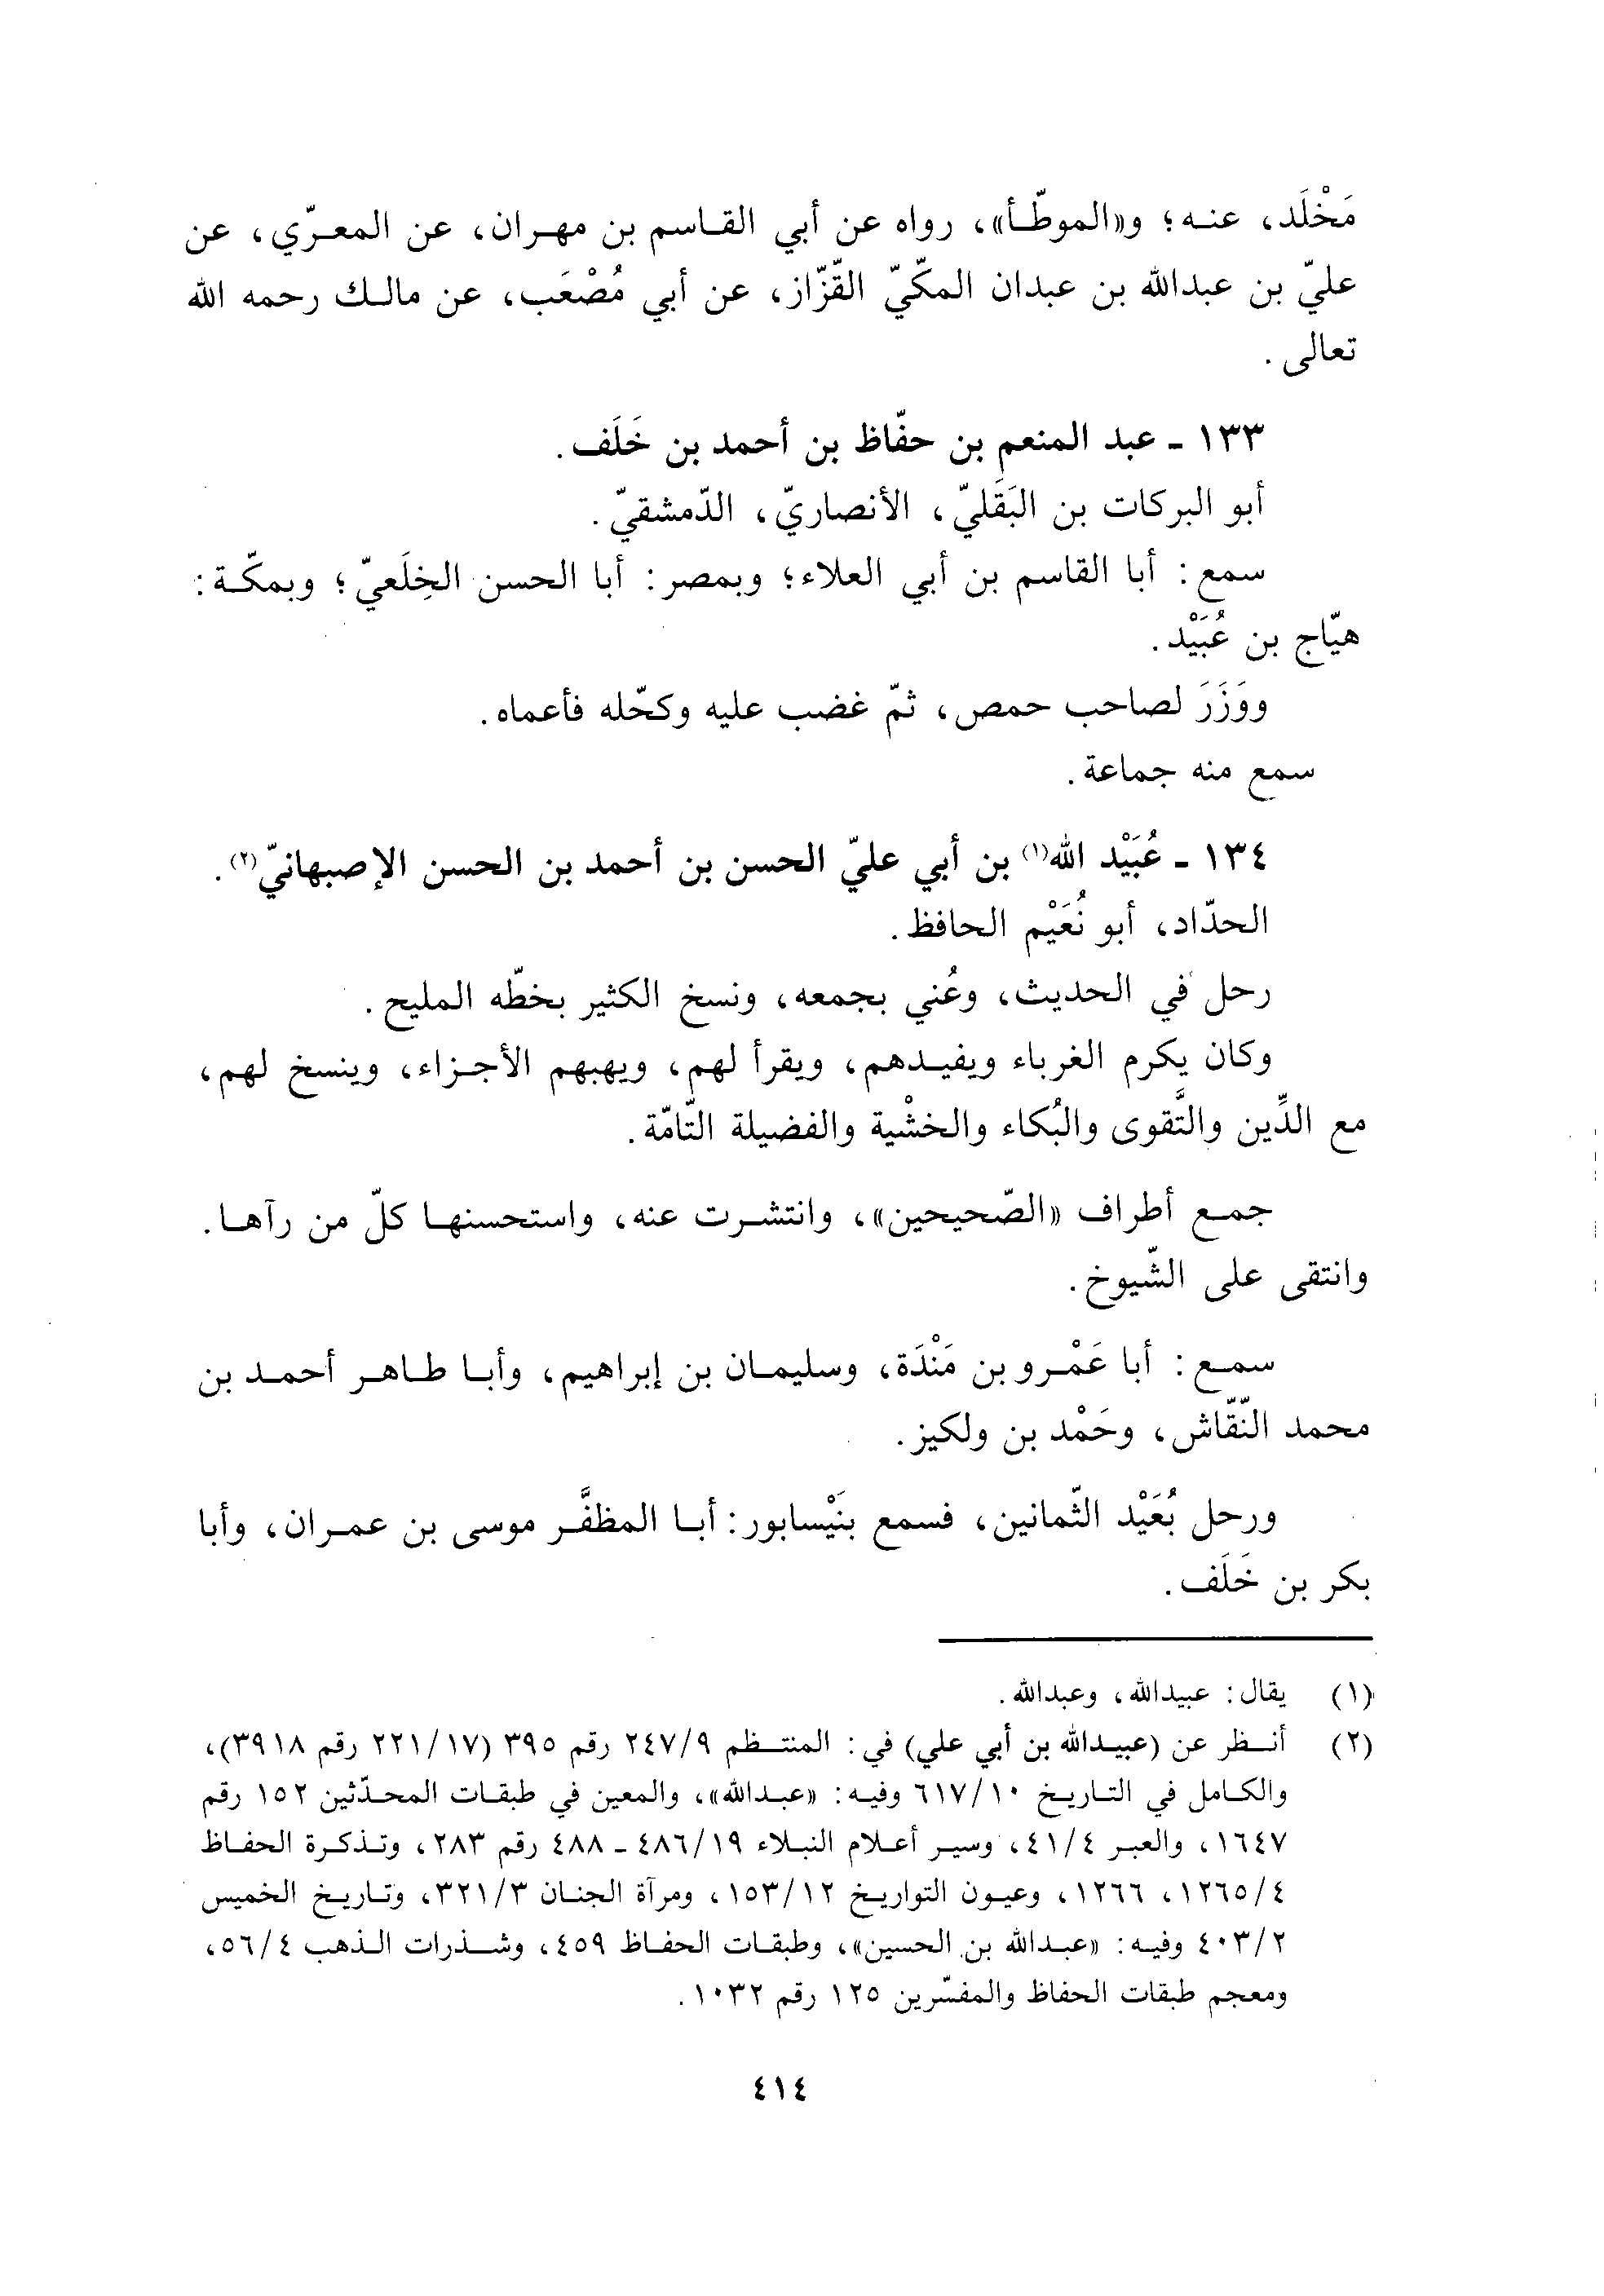 مَخْلَد، عنه؛ و«الموطّأ»، رواه عن أبي القاسم بن مهران، عن المعرّي، عن
عليّ بن عبدالله بن عبدان المكّيّ القّزّاز، عن أبي مُصْعَب، عن مالك رحمه الله
تعالى.
١٣٣ - عبد المنعم بن حفّاظ بن أحمد بن خَلَف.
أبو البركات بن البَقَليّ، الأنصاريّ، الدّمشقيّ.
سمع: أبا القاسم بن أبي العلاء؛ وبمصر: أبا الحسن الخِلَعيّ؛ وبمكّة:
هيّاج بن عُبَيْد.
ووَزَرَ لصاحب حمص، ثمّ غضب عليه وكحّله فأعماه.
سمع منه جماعة.
١٣٤ - عُبَيْد الله(١) بن أبي عليّ الحسن بن أحمد بن الحسن الإصبهانيّ(٢).
الحدّاد، أبو نُعَيْم الحافظ.
رحل في الحديث، وعُني بجمعه، ونسخ الكثير بخطّه المليح.
وكان يكرم الغرباء ويفيدهم، ويقرأ لهم، ويهبهم الأجزاء، وينسخ لهم،
مع الدِّين والتَّقوى والبُكاء والخشْية والفضيلة التّامّة.
جمع أطراف «الصّحيحين»، وانتشرت عنه، واستحسنها كلّ من رآها.
وانتقى على الشّيوخ.
سمع: أبا عَمْرو بن مَنْدَة، وسليمان بن إبراهيم، وأبا طاهر أحمد بن
محمد النّقّاش، وحَمْد بن ولكيز.
ورحل بُعَيْد الثّمانين، فسمع بنَيْسابور: أبا المظفَّر موسى بن عمران، وأبا
بكر بن خَلَف.
(١) يقال: عبيدالله، وعبدالله.
(٢) أنظر عن (عبيدالله بن أبي علي) في: المنتظم ٢٤٧/٩ رقم ٣٩٥ (٢٢١/١٧ رقم ٣٩١٨)،
والكامل في التاريخ ٦١٧/١٠ وفيه: «عبدالله»، والمعين في طبقات المحدّثين ١٥٢ رقم
١٦٤٧، والعبر ٤١/٤، وسير أعلام النبلاء ٤٨٦/١٩ - ٤٨٨ رقم ٢٨٣، وتذكرة الحفاظ
١٢٦٥/٤، ١٢٦٦، وعيون التواريخ ١٥٣/١٢، ومرآة الجنان ٣٢١/٣، وتاريخ الخميس
٤٠٣/٢ وفيه: «عبدالله بن الحسين»، وطبقات الحفاظ ٤٥٩، وشذرات الذهب ٥٦/٤،
ومعجم طبقات الحفاظ والمفسّرين ١٢٥ رقم ١٠٣٢.
٤١٤